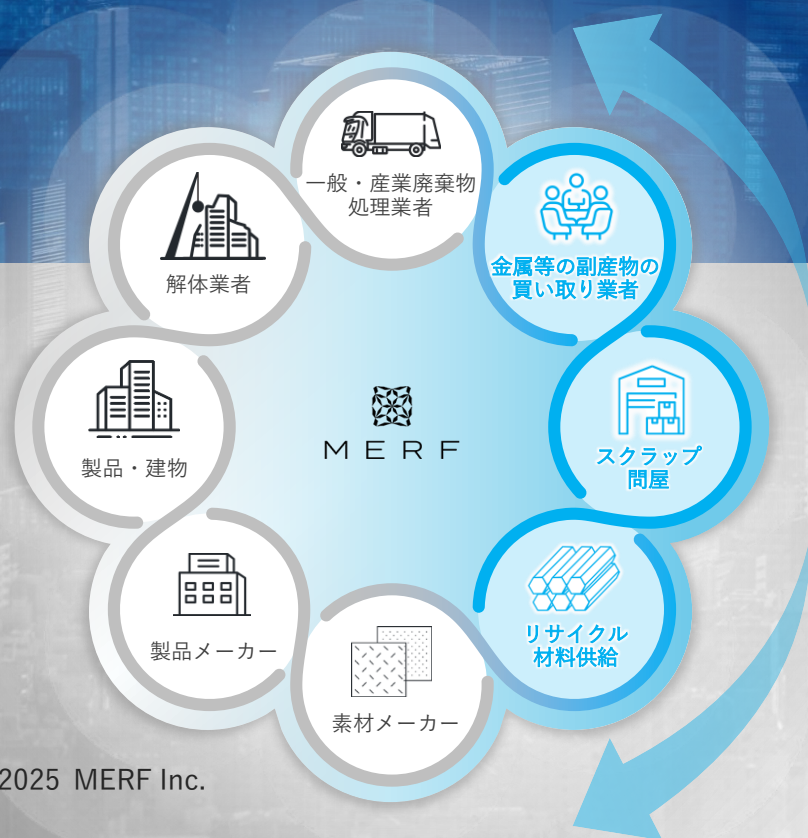 一般・産業廃棄物
処理業者
金属等の副産物の
買い取り業者
スクラップ
問屋
リサイクル
材料供給
素材メーカー
製品メーカー
製品・建物
解体業者
MERF
2025 MERF Inc.